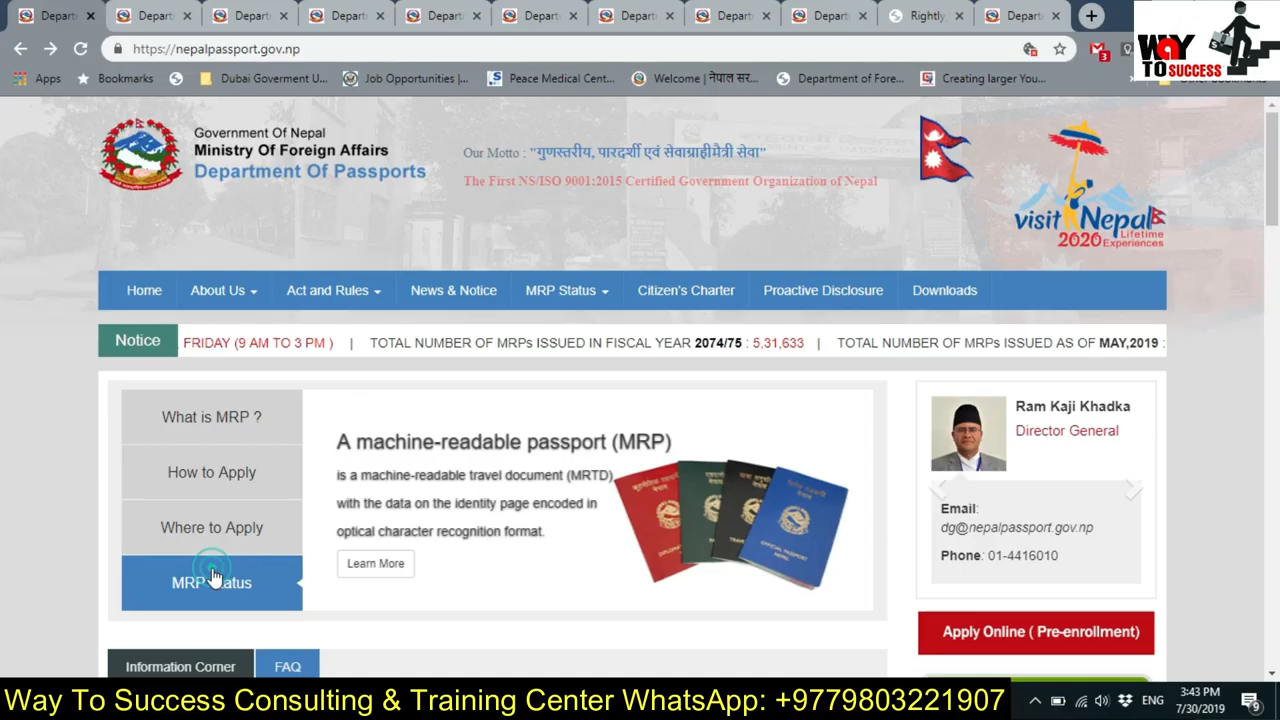 Depart
Depart
Depart
Depart
Depart
Depart
Depart
Depart
Depart
Rightly,
Depart
WAY
TO SUCCESS
https://nepalpassport.gov.np
3
Apps
Bookmarks
Dubai Goverment U...
Job Opportunities |...
Peace Medical Cent...
Welcome | नेपाल सर...
Department of Fore...
Creating larger You...
Government Of Nepal
Ministry Of Foreign Affairs
Department Of Passports
Our Motto : "गुणस्तरीय, पारदर्शी एवं सेवाग्राहीमैत्री सेवा"
The First NS/ISO 9001:2015 Certified Government Organization of Nepal
visit Nepal
2020 Lifetime Experiences
Home
About Us
Act and Rules
News & Notice
MRP Status
Citizen's Charter
Proactive Disclosure
Downloads
Notice
FRIDAY (9 AM TO 3 PM ) | TOTAL NUMBER OF MRPs ISSUED IN FISCAL YEAR 2074/75 : 5,31,633 | TOTAL NUMBER OF MRPs ISSUED AS OF MAY,2019 :
What is MRP ?
How to Apply
Where to Apply
MRP Status
A machine-readable passport (MRP)
is a machine-readable travel document (MRTD)
with the data on the identity page encoded in
optical character recognition format.
Learn More
Ram Kaji Khadka
Director General
Email:
dg@nepalpassport.gov.np
Phone: 01-4416010
Apply Online ( Pre-enrollment)
Information Corner
FAQ
Way To Success Consulting & Training Center WhatsApp: +9779803221907
ENG
3:43 PM
7/30/2019
9